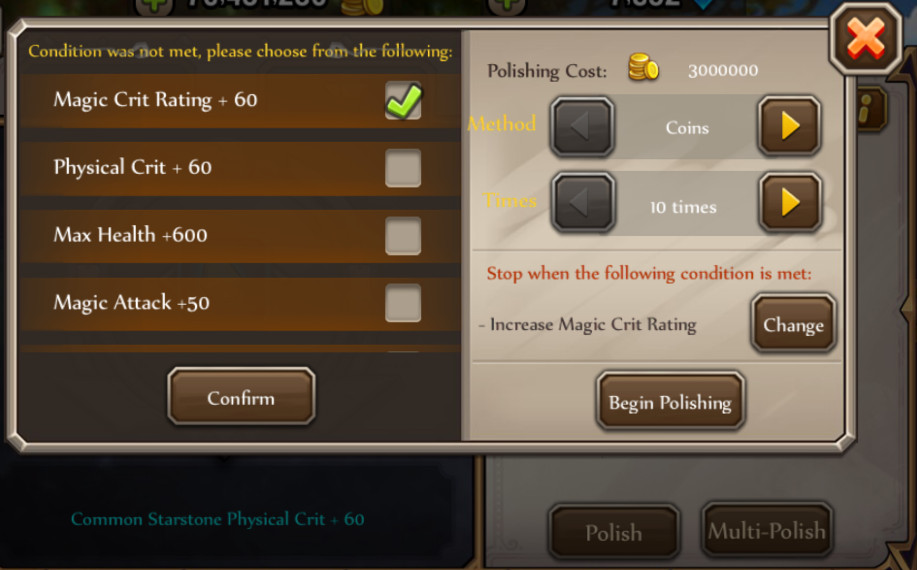 Condition was not met, please choose from the following:
Magic Crit Rating + 60
Physical Crit + 60
Max Health +600
Magic Attack +50
Confirm
Polishing Cost: 3000000
Method Coins
Times 10 times
Stop when the following condition is met:
- Increase Magic Crit Rating Change
Begin Polishing
Common Starstone Physical Crit + 60
Polish Multi-Polish